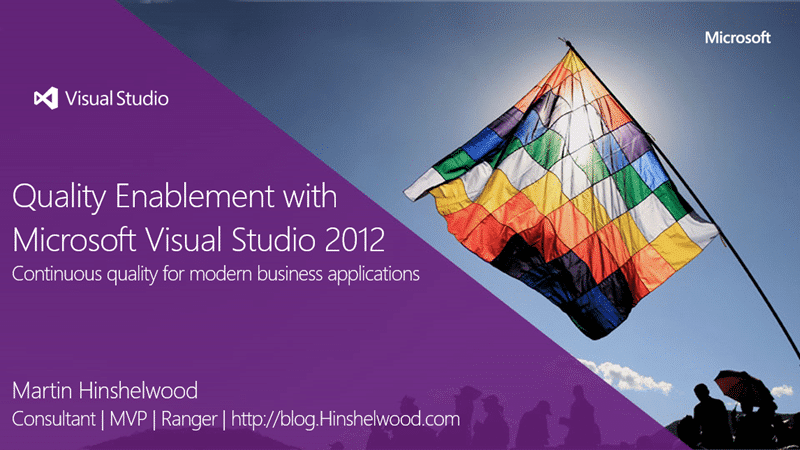 Microsoft
Visual Studio
Quality Enablement with
Microsoft Visual Studio 2012
Continuous quality for modern business applications
Martin Hinshelwood
Consultant | MVP | Ranger | http://blog.Hinshelwood.com